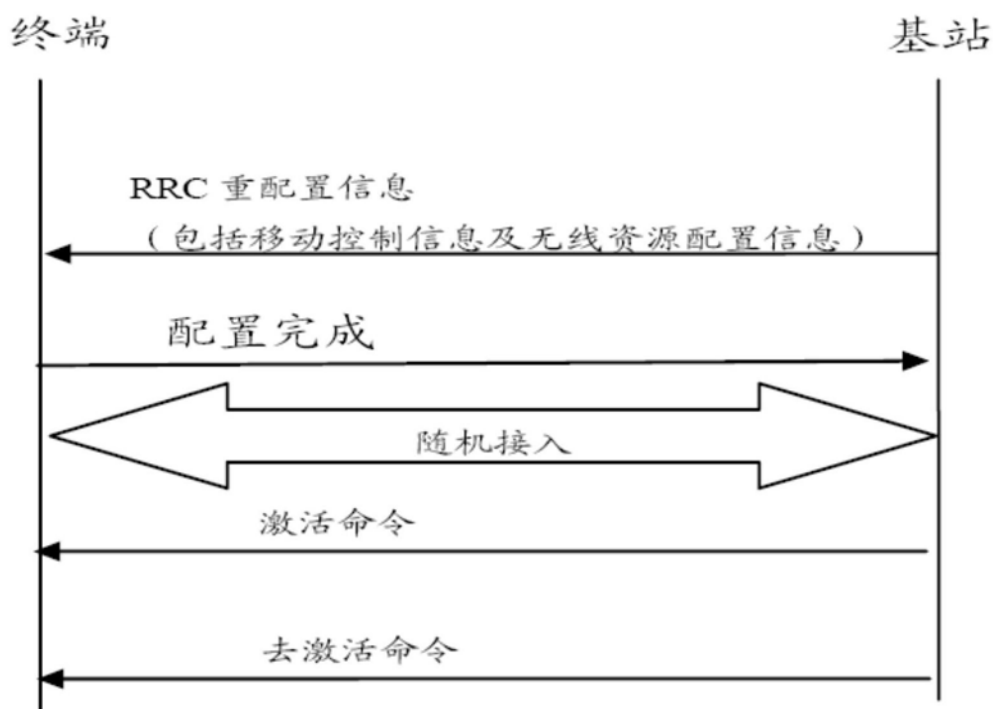 终端
基站
RRC 重配置信息
（包括移动控制信息及无线资源配置信息）
配置完成
随机接入
激活命令
去激活命令